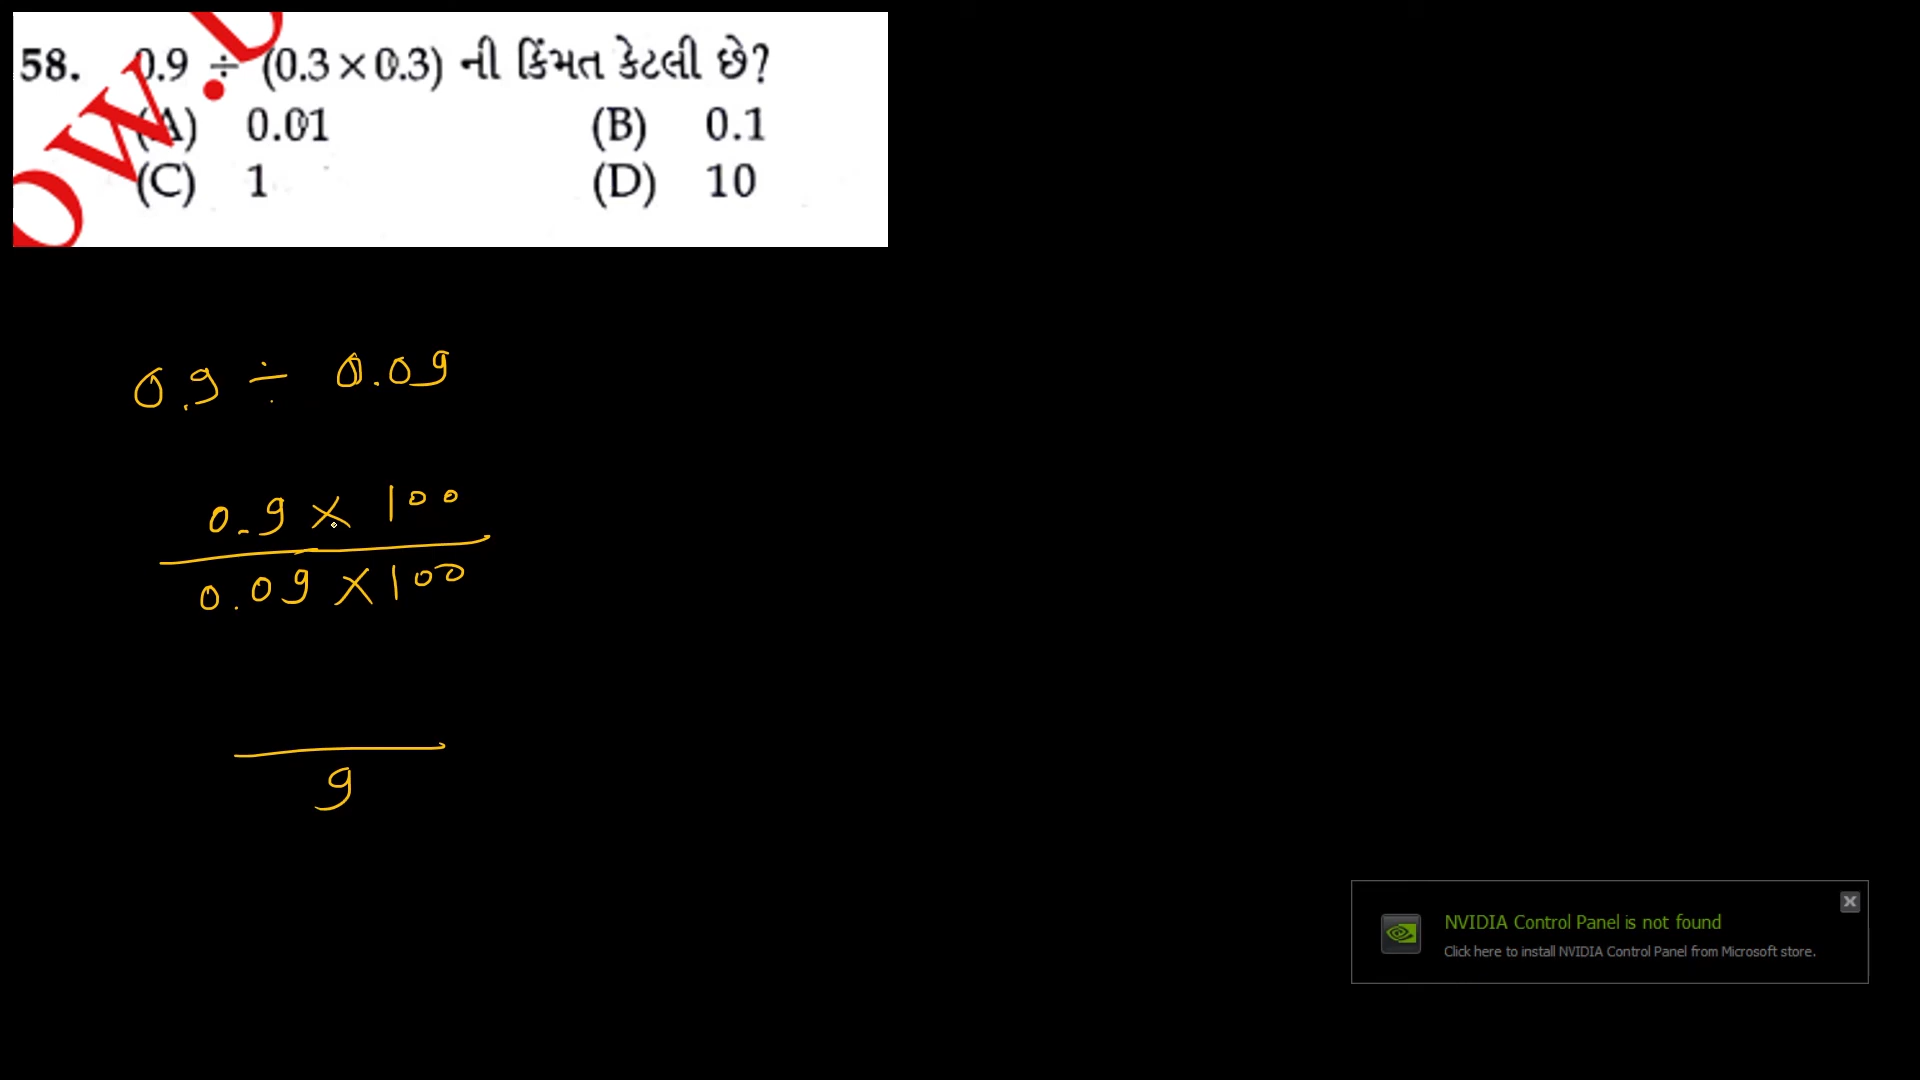 58. 0.9 ÷ (0.3 × 0.3) ની કિંમત કેટલી છે?
(A) 0.01 (B) 0.1
(C) 1 (D) 10
OW.
0.9 ÷ 0.09
0.9 × 100
0.09 × 100
9
NVIDIA Control Panel is not found
Click here to install NVIDIA Control Panel from Microsoft store.